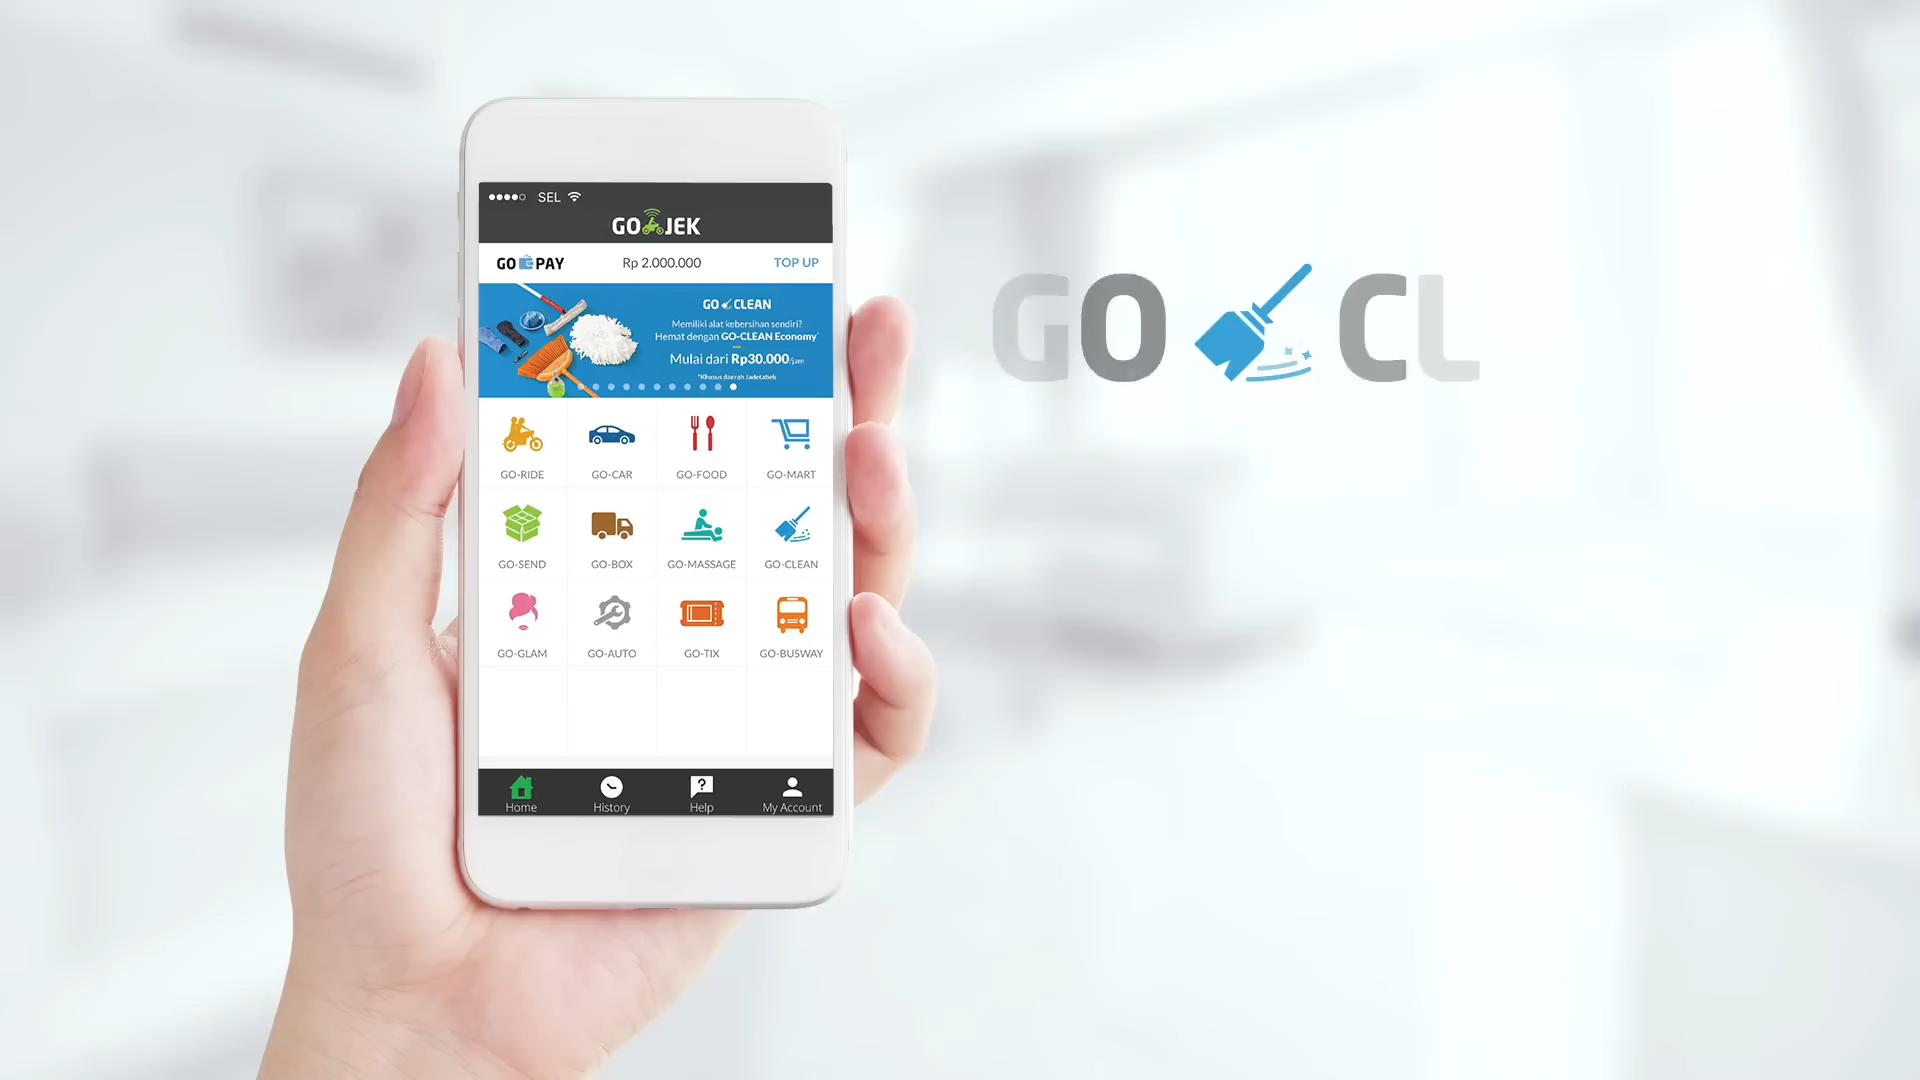 SEL
GO JEK
GO PAY Rp 2.000.000 TOP UP
GO CLEAN
Memiliki alat kebersihan sendiri?
Hemat dengan GO-CLEAN Economy*
Mulai dari Rp30.000/jam
*Khusus daerah Jadetabek
GO-RIDE GO-CAR GO-FOOD GO-MART
GO-SEND GO-BOX GO-MASSAGE GO-CLEAN
GO-GLAM GO-AUTO GO-TIX GO-BUSWAY
Home History Help My Account
GO CL